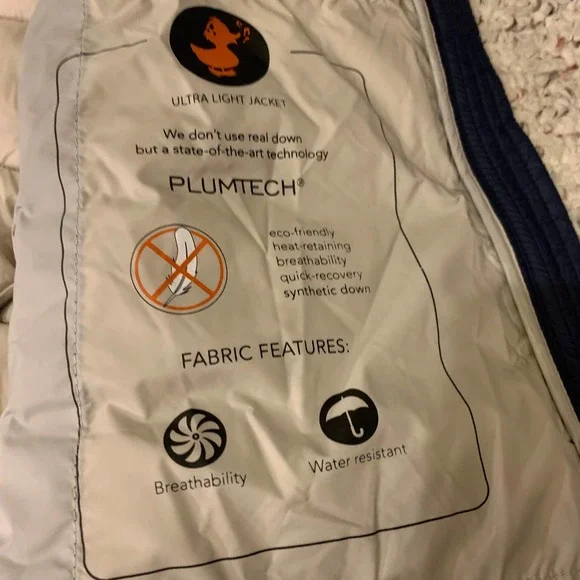 ULTRA LIGHT JACKET
We don't use real down
but a state-of-the-art technology
PLUMTECH®
eco-friendly
heat-retaining
breathability
quick-recovery
synthetic down
FABRIC FEATURES:
Breathability
Water resistant